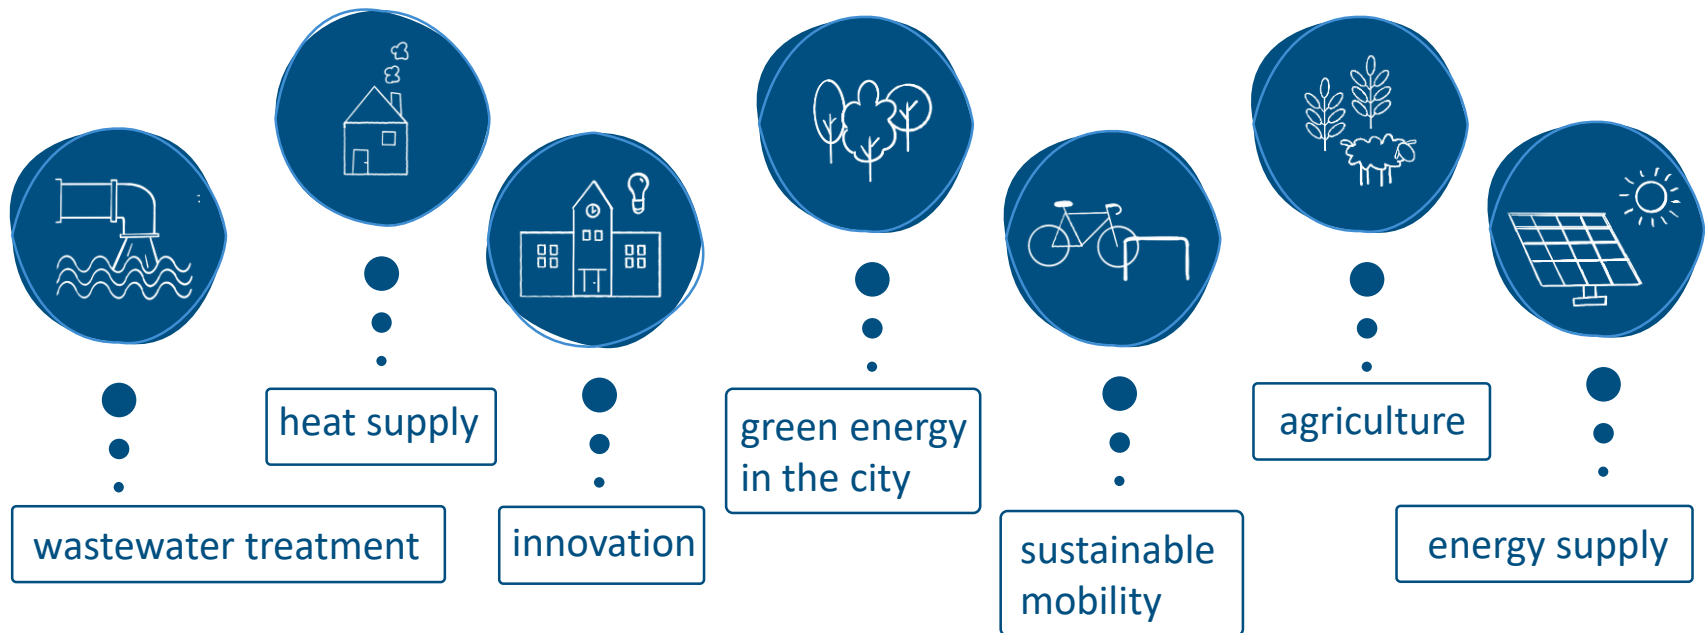 wastewater treatment
heat supply
innovation
green energy
in the city
sustainable
mobility
agriculture
energy supply